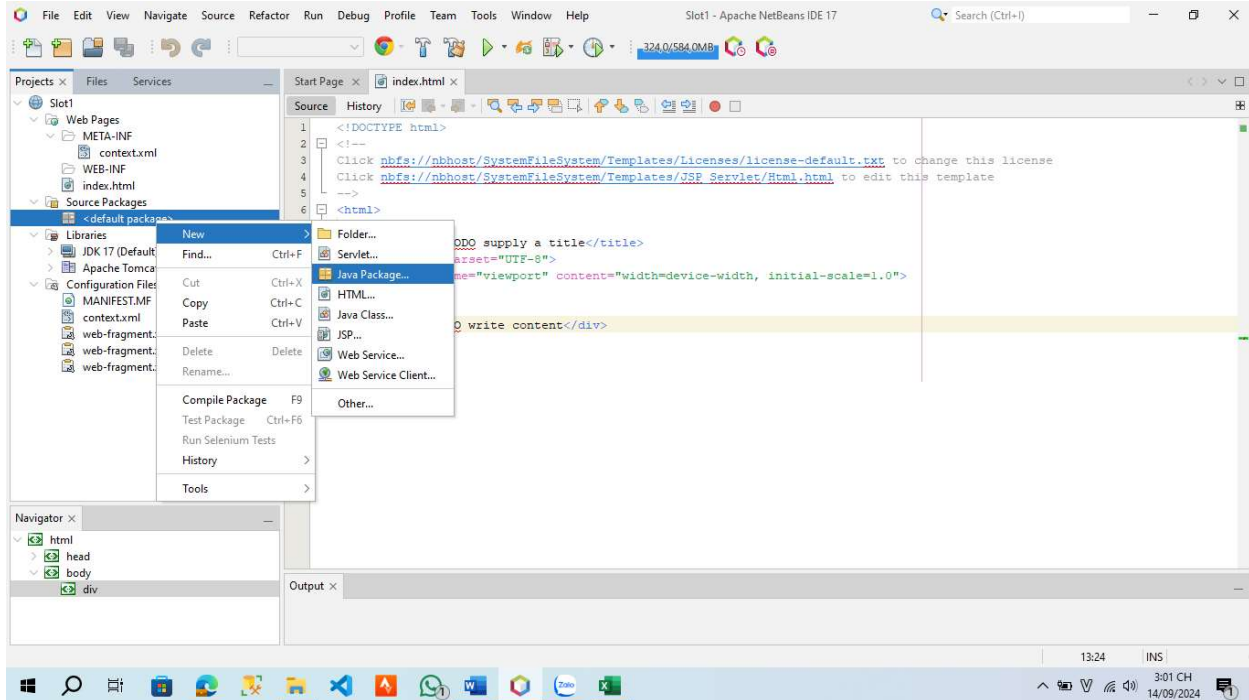 File Edit View Navigate Source Refactor Run Debug Profile Team Tools Window Help
Slot1 - Apache NetBeans IDE 17
Search (Ctrl+I)
324,0/584,0MB
Projects
Files
Services
Start Page
index.html
Source
History
Slot1
Web Pages
META-INF
context.xml
WEB-INF
index.html
Source Packages
<default package>
Libraries
JDK 17 (Default
Apache Tomca
Configuration Files
MANIFEST.MF
context.xml
web-fragment.
web-fragment.
web-fragment.
1 <!DOCTYPE html>
2 <!--
3 Click nbfs://nbhost/SystemFileSystem/Templates/Licenses/license-default.txt to change this license
4 Click nbfs://nbhost/SystemFileSystem/Templates/JSP_Servlet/Html.html to edit this template
5 -->
6 <html>
ODO supply a title</title>
arset="UTF-8">
me="viewport" content="width=device-width, initial-scale=1.0">
O write content</div>
New
Find... Ctrl+F
Cut Ctrl+X
Copy Ctrl+C
Paste Ctrl+V
Delete Delete
Rename...
Compile Package F9
Test Package Ctrl+F6
Run Selenium Tests
History
Tools
Folder...
Servlet...
Java Package...
HTML...
Java Class...
JSP...
Web Service...
Web Service Client...
Other...
Navigator
html
head
body
div
Output
13:24
INS
Zalo
3:01 CH
14/09/2024